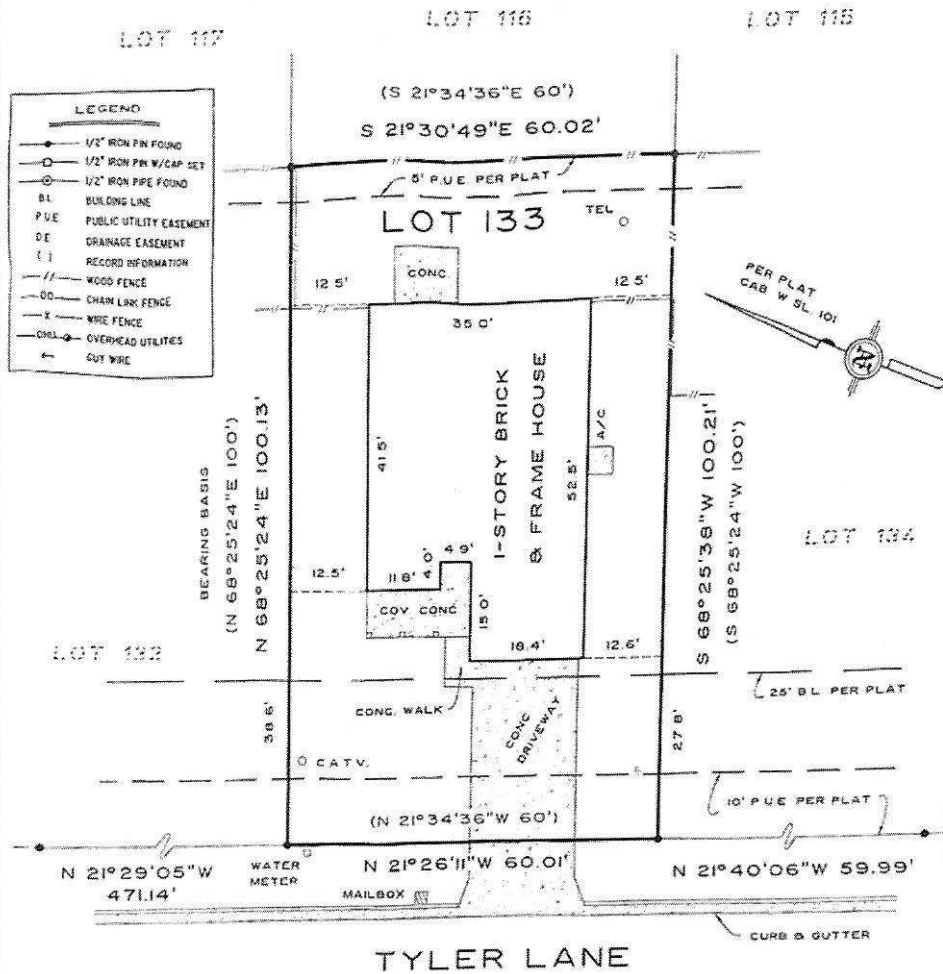 LOT 117
LOT 116
LOT 115
(S 21°34'36"E 60')
S 21°30'49"E 60.02'
LEGEND
1/2" IRON PIN FOUND
1/2" IRON PIN W/CAP SET
1/2" IRON PIPE FOUND
B.L. BUILDING LINE
P.U.E. PUBLIC UTILITY EASEMENT
D.E. DRAINAGE EASEMENT
( ) RECORD INFORMATION
// WOOD FENCE
OO CHAIN LINK FENCE
X WIRE FENCE
OHU OVERHEAD UTILITIES
GUY WIRE
5' P.U.E. PER PLAT
LOT 133
TEL
CONC.
12.5'
12.5'
35.0'
PER PLAT
CAB W SL. 101
N
1-STORY BRICK
& FRAME HOUSE
A/C
41.5'
52.5'
BEARING BASIS
(N 68°25'24"E 100')
N 68°25'24"E 100.13'
S 68°25'38"W 100.21'
(S 68°25'24"W 100')
LOT 134
4.9'
4.0'
12.5'
11.8'
COV. CONC
15.0'
18.4'
12.6'
LOT 132
25' B.L. PER PLAT
CONC. WALK
CONC
DRIVEWAY
38.6'
27.8'
C.A.T.V.
10' P.U.E. PER PLAT
(N 21°34'36"W 60')
N 21°29'05"W
471.14'
WATER
METER
N 21°26'11"W 60.01'
N 21°40'06"W 59.99'
MAILBOX
CURB & GUTTER
TYLER LANE